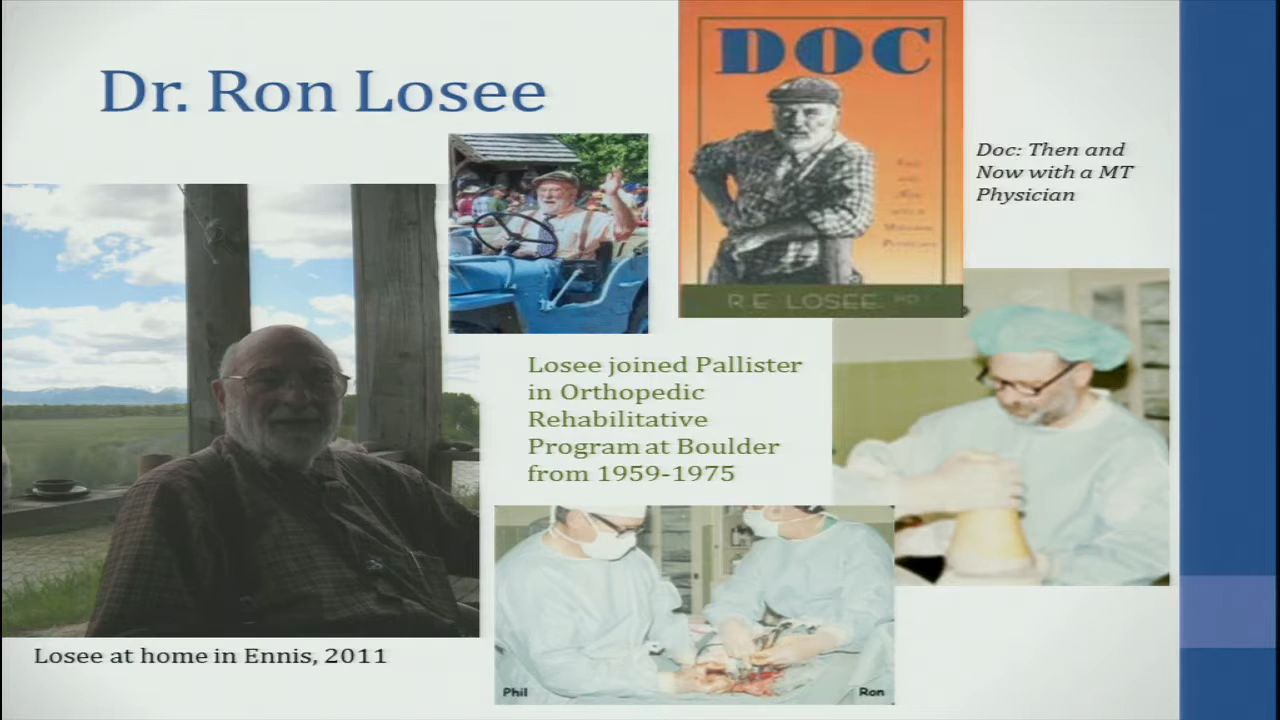 Dr. Ron Losee
DOC
R.E. LOSEE MD
Doc: Then and
Now with a MT
Physician
Losee joined Pallister
in Orthopedic
Rehabilitative
Program at Boulder
from 1959-1975
Phil
Ron
Losee at home in Ennis, 2011